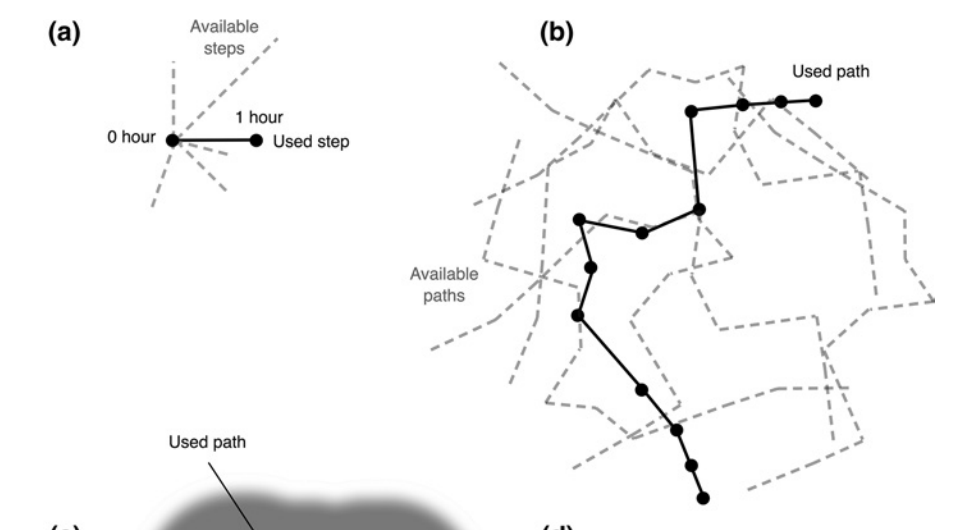 (a)
Available
steps
0 hour
1 hour
Used step
(b)
Used path
Available
paths
Used path
(d)